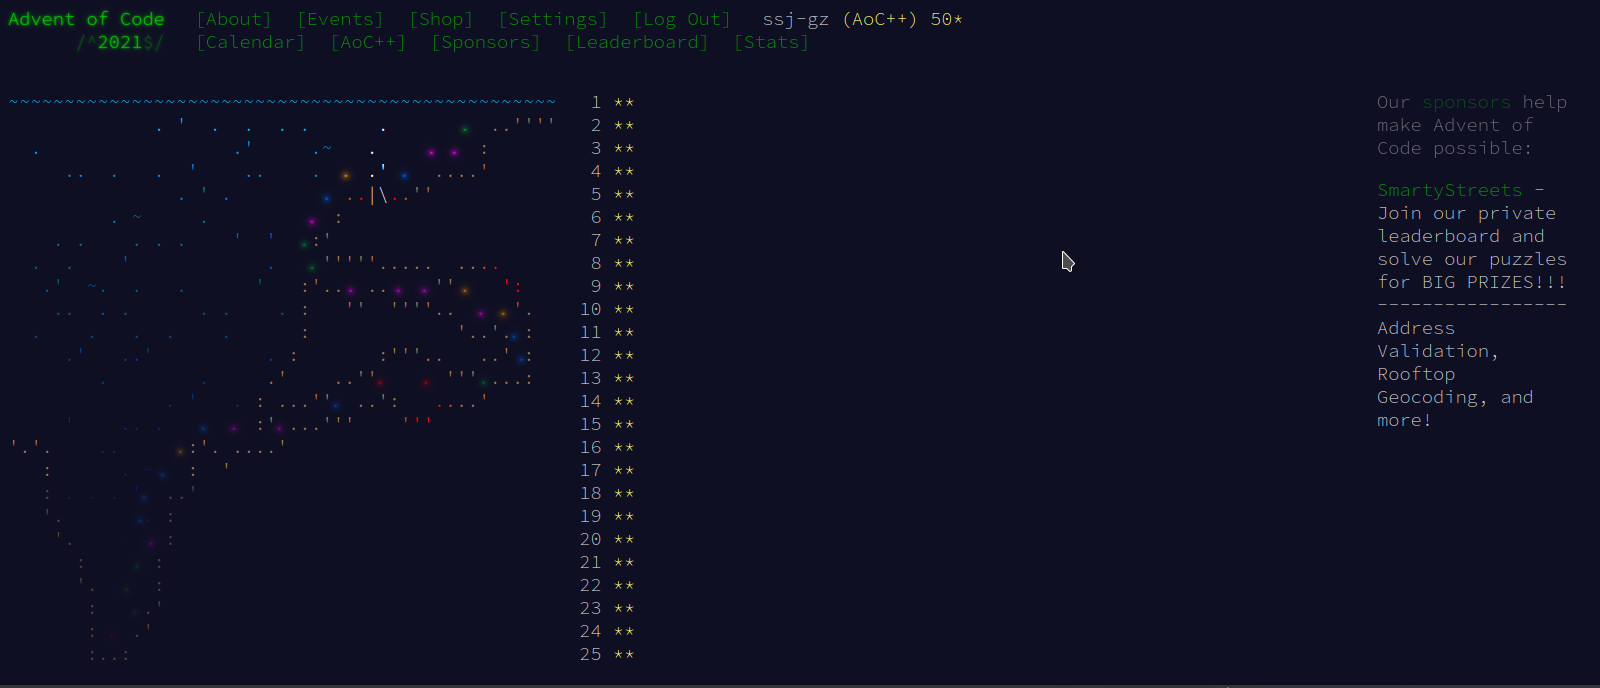 Advent of Code [About] [Events] [Shop] [Settings] [Log Out] ssj-gz (AoC++) 50*
/^2021$/ [Calendar] [AoC++] [Sponsors] [Leaderboard] [Stats]
1 **
2 **
3 **
4 **
5 **
6 **
7 **
8 **
9 **
10 **
11 **
12 **
13 **
14 **
15 **
16 **
17 **
18 **
19 **
20 **
21 **
22 **
23 **
24 **
25 **
Our sponsors help
make Advent of
Code possible:
SmartyStreets -
Join our private
leaderboard and
solve our puzzles
for BIG PRIZES!!!
-----------------
Address
Validation,
Rooftop
Geocoding, and
more!